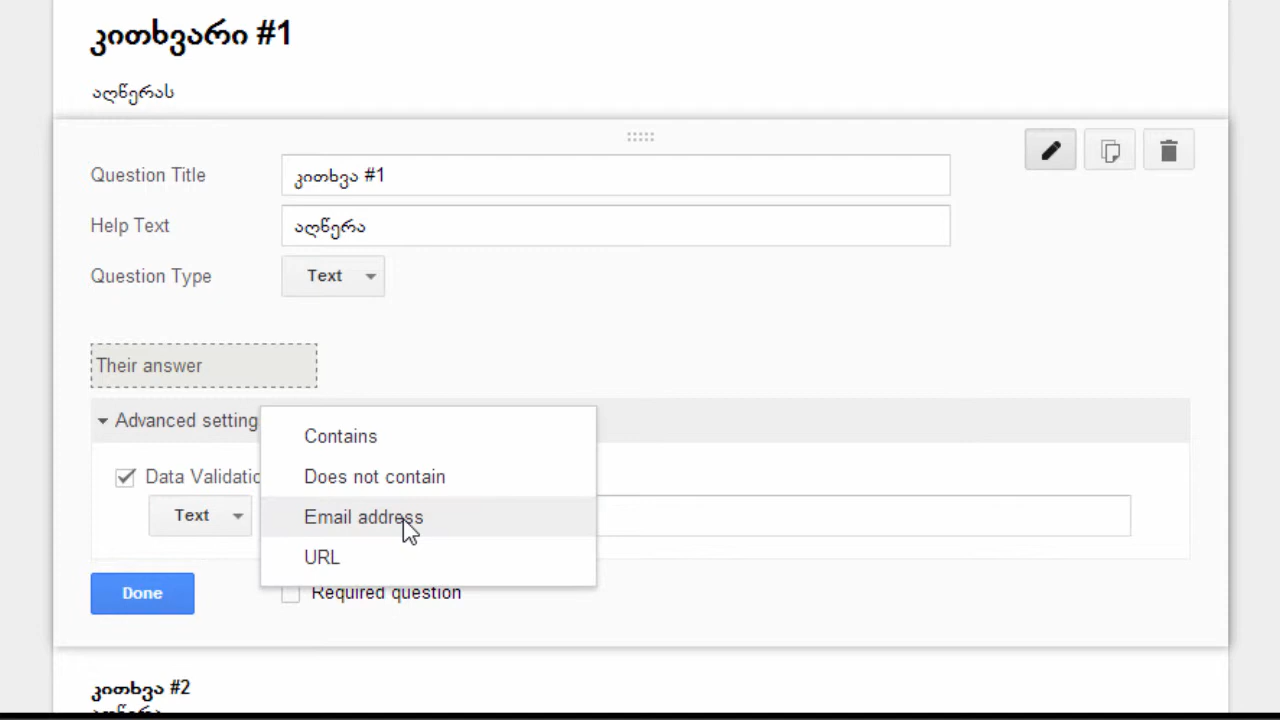 კითხვარი #1
აღწერას
Question Title
კითხვა #1
Help Text
აღწერა
Question Type
Text
Their answer
Advanced setting
Contains
Data Validatio
Does not contain
Text
Email address
URL
Done
Required question
კითხვა #2
აღწერა